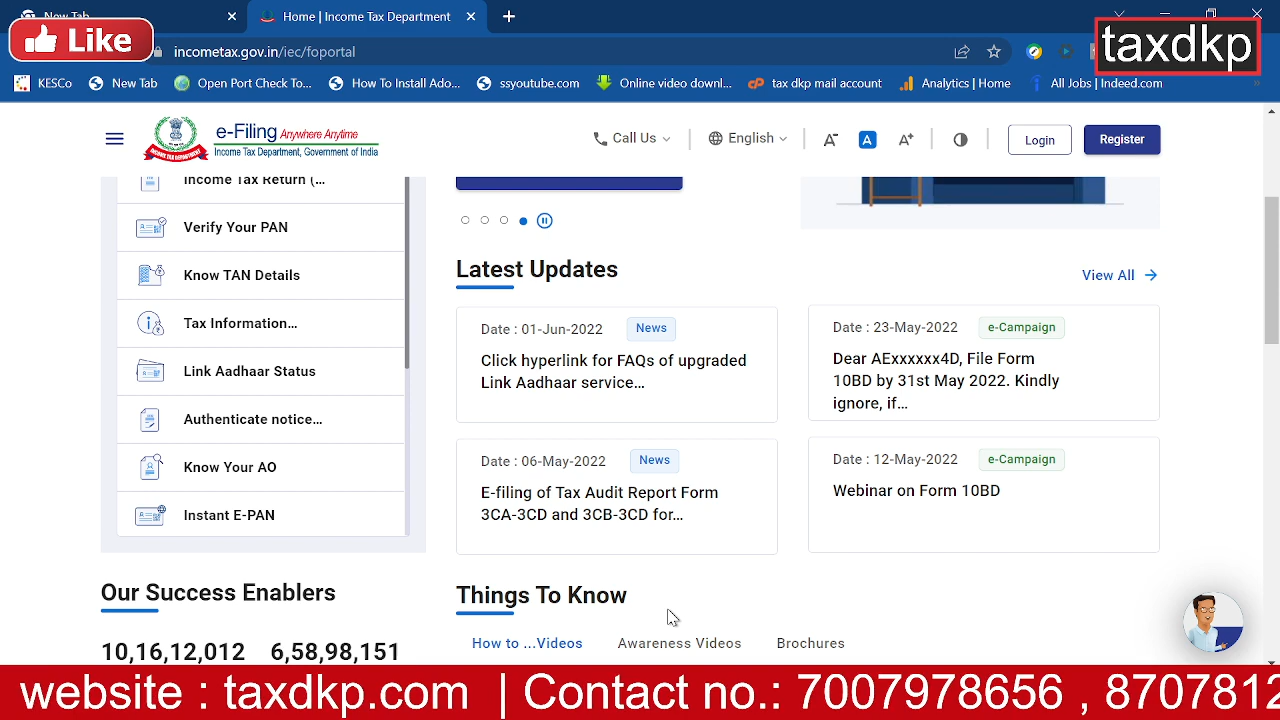 New Tab
Home | Income Tax Department
Like
taxdkp
incometax.gov.in/iec/foportal
KESCo
New Tab
Open Port Check To...
How To Install Ado...
ssyoutube.com
Online video downl...
tax dkp mail account
Analytics | Home
All Jobs | Indeed.com
e-Filing Anywhere Anytime
Income Tax Department, Government of India
Call Us
English
A-
A
A+
Login
Register
Income Tax Return (...
Verify Your PAN
Know TAN Details
Tax Information...
Link Aadhaar Status
Authenticate notice...
Know Your AO
Instant E-PAN
Our Success Enablers
10,16,12,012 6,58,98,151
Latest Updates
View All
Date : 01-Jun-2022 News
Click hyperlink for FAQs of upgraded
Link Aadhaar service...
Date : 23-May-2022 e-Campaign
Dear AExxxxxx4D, File Form
10BD by 31st May 2022. Kindly
ignore, if...
Date : 06-May-2022 News
E-filing of Tax Audit Report Form
3CA-3CD and 3CB-3CD for...
Date : 12-May-2022 e-Campaign
Webinar on Form 10BD
Things To Know
How to ...Videos
Awareness Videos
Brochures
website : taxdkp.com | Contact no.: 7007978656 , 8707812